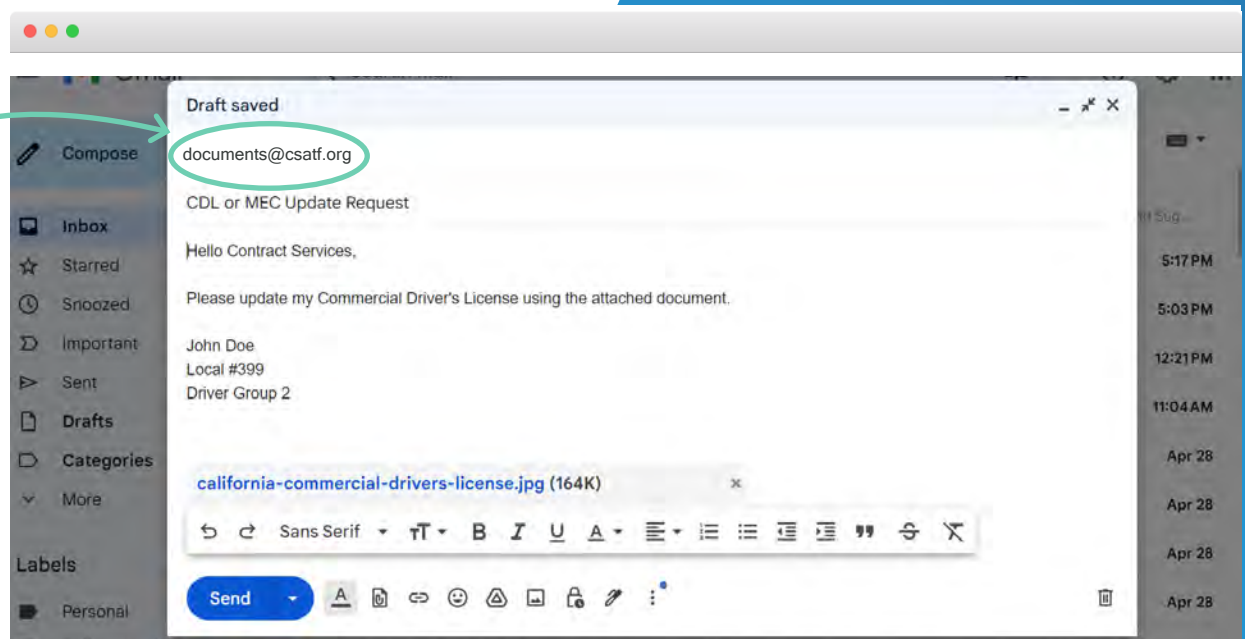 Draft saved
documents@csatf.org
Compose
CDL or MEC Update Request
Inbox
Hello Contract Services,
Starred
5:17 PM
Please update my Commercial Driver's License using the attached document.
Snoozed
5:03 PM
Important
John Doe
12:21 PM
Local #399
Sent
Driver Group 2
11:04 AM
Drafts
Categories
Apr 28
california-commercial-drivers-license.jpg (164K)
More
Apr 28
Sans Serif
Labels
Apr 28
Send
Personal
Apr 28